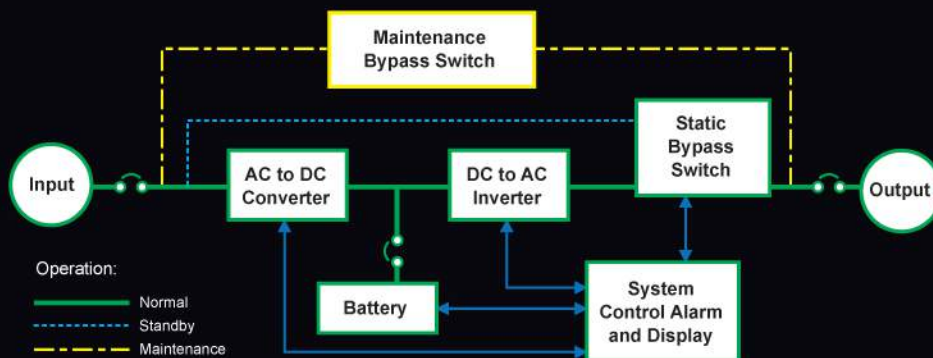 Maintenance
Bypass Switch
Static
Bypass
Switch
Input
AC to DC
Converter
DC to AC
Inverter
Output
Operation:
Normal
Standby
Maintenance
Battery
System
Control Alarm
and Display